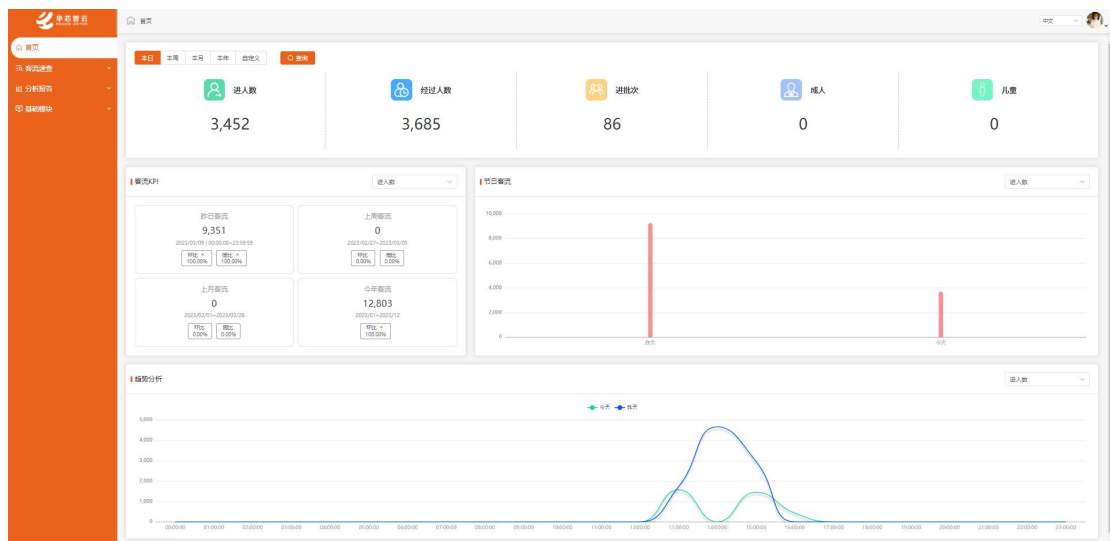 华芯智云
首页
中文
首页
客流速查
分析报告
基础模块
本日 本周 本月 本年 自定义 查询
进人数 经过人数 进批次 成人 儿童
3,452 3,685 86 0 0
客流KPI 进人数
昨日客流 上周客流
9,351 0
2023/03/09 | 00:00:00~23:59:59 2023/02/27~2023/03/05
环比 同比 环比 同比
100.00% 100.00% 0.00% 0.00%
上月客流 今年客流
0 12,803
2023/02/01~2023/02/28 2023/01~2023/12
环比 同比 环比
0.00% 0.00% 100.00%
节日客流 进人数
10,000
8,000
6,000
4,000
2,000
0
昨天 今天
趋势分析 进人数
今天 昨天
5,000
4,000
3,000
2,000
1,000
0
00:00:00 01:00:00 02:00:00 03:00:00 04:00:00 05:00:00 06:00:00 07:00:00 08:00:00 09:00:00 10:00:00 11:00:00 12:00:00 13:00:00 14:00:00 15:00:00 16:00:00 17:00:00 18:00:00 19:00:00 20:00:00 21:00:00 22:00:00 23:00:00